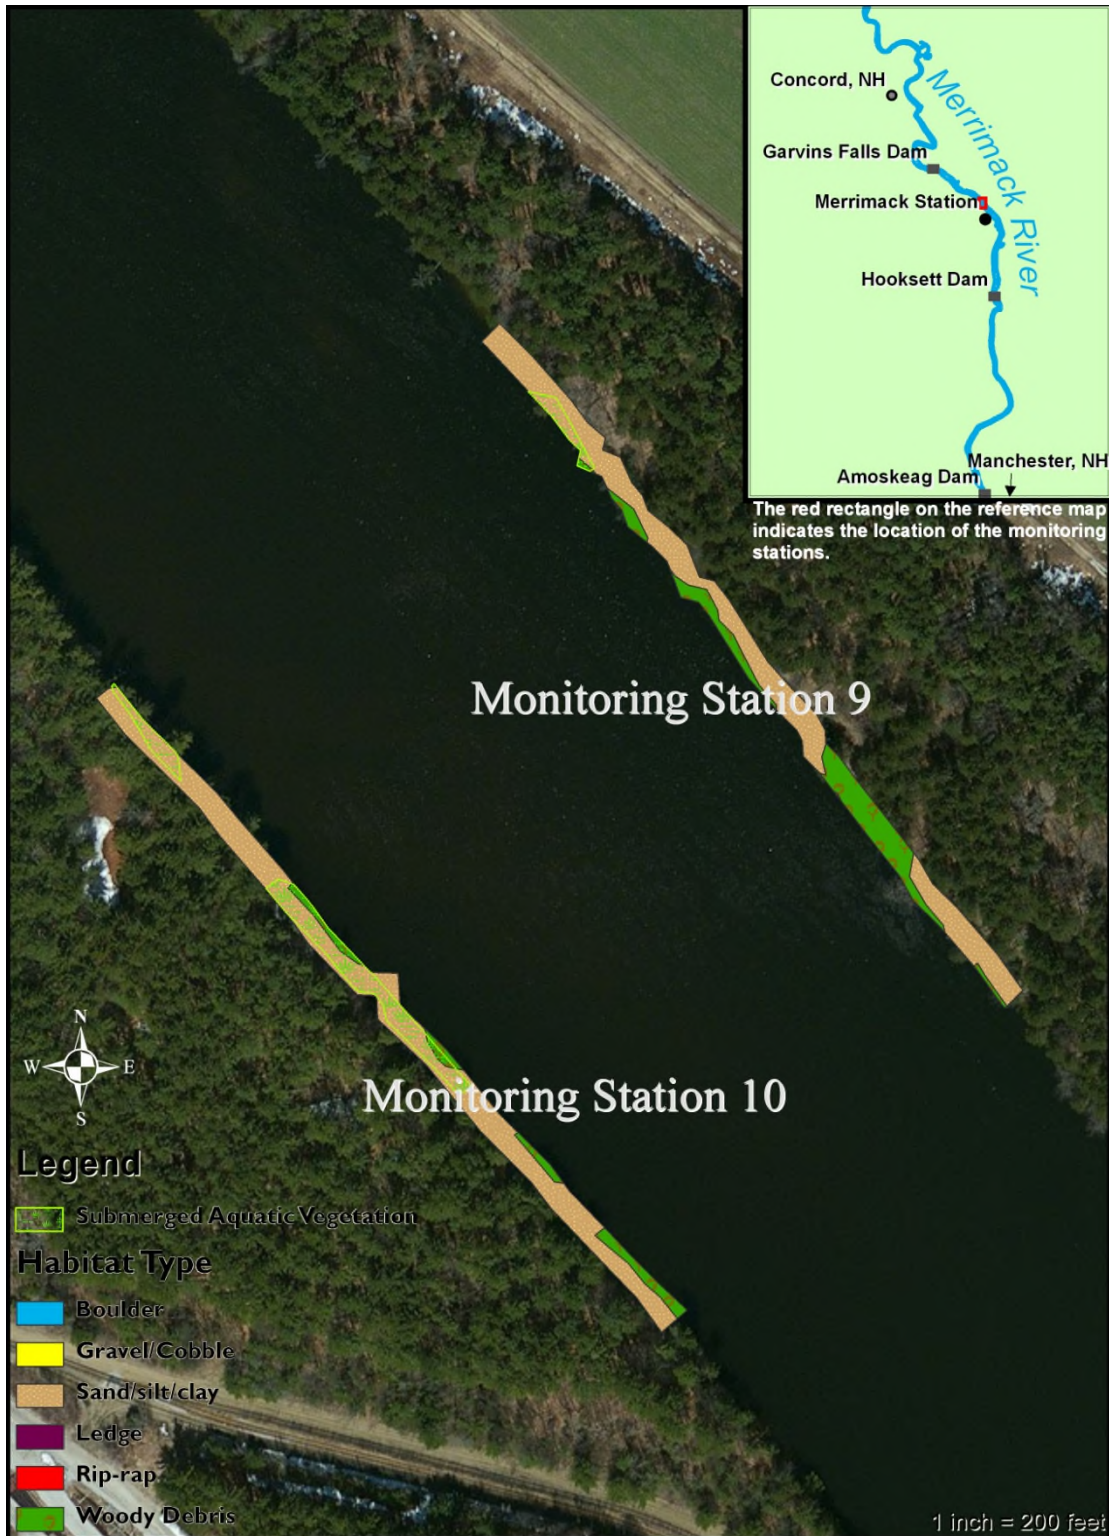 Concord, NH
Merrimack River
Garvins Falls Dam
Merrimack Station
Hooksett Dam
Manchester, NH
Amoskeag Dam
The red rectangle on the reference map
indicates the location of the monitoring
stations.
Monitoring Station 9
Monitoring Station 10
N
W
E
S
Legend
Submerged Aquatic Vegetation
Habitat Type
Boulder
Gravel/Cobble
Sand/silt/clay
Ledge
Rip-rap
Woody Debris
1 inch = 200 feet